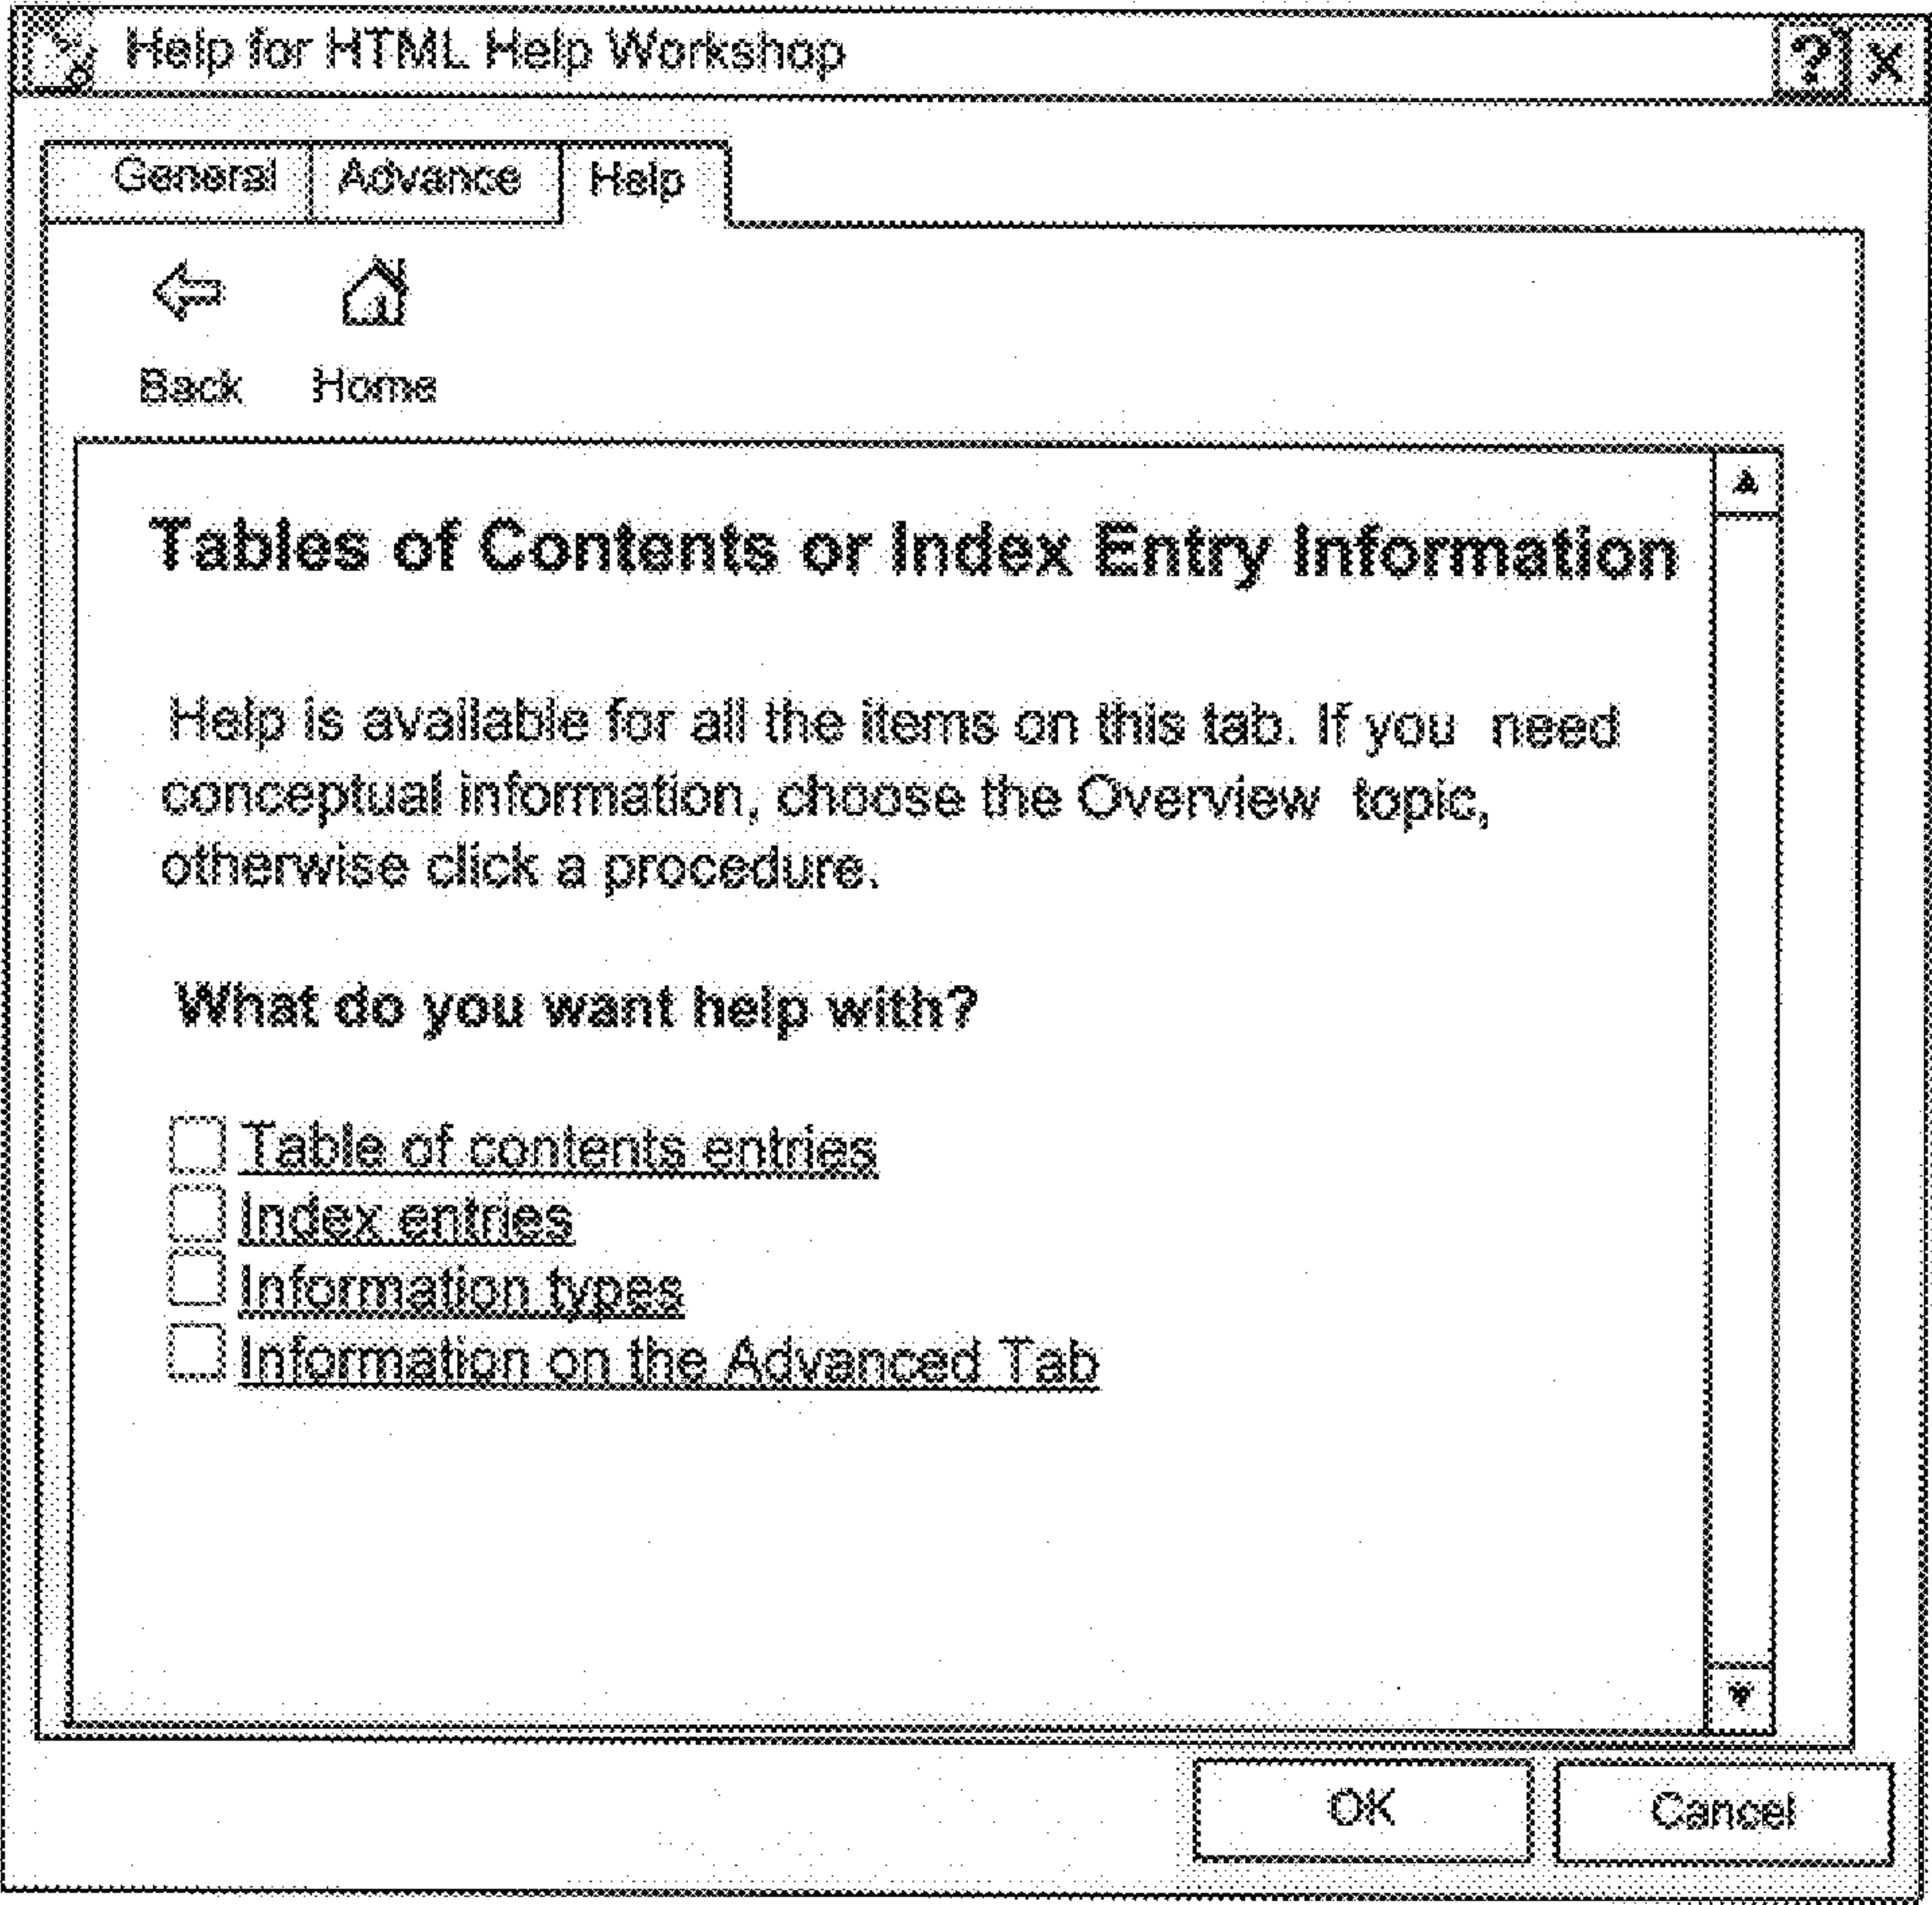 Help for HTML Help Workshop
? x
General Advance Help
Back Home
Tables of Contents or Index Entry Information
Help is available for all the items on this tab. If you need
conceptual information, choose the Overview topic,
otherwise click a procedure.
What do you want help with?
Table of contents entries
Index entries
Information types
Information on the Advanced Tab
OK Cancel